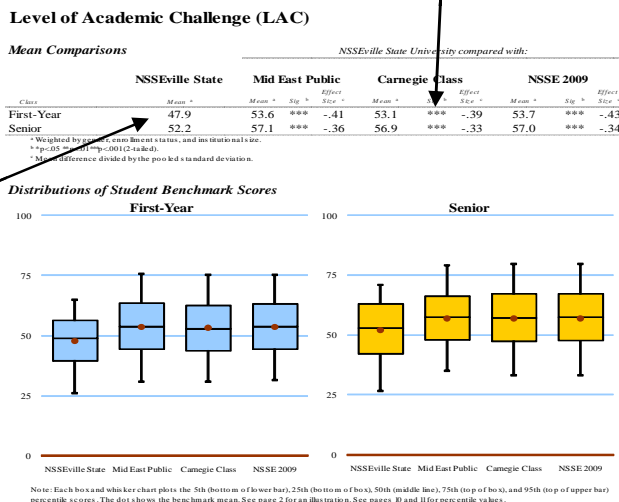 Level of Academic Challenge (LAC)
Mean Comparisons
NSSEville State University compared with:
NSSEville State Mid East Public Carnegie Class NSSE 2009
Class Mean a Mean a Sig b Effect Size c Mean a Sig b Effect Size c Mean a Sig b Effect Size c
First-Year 47.9 53.6 *** -.41 53.1 *** -.39 53.7 *** -.43
Senior 52.2 57.1 *** -.36 56.9 *** -.33 57.0 *** -.34
a Weighted by gender, enrollment status, and institutional size.
b *p<.05 **p<.01 ***p<.001 (2-tailed).
c Mean difference divided by the pooled standard deviation.
Distributions of Student Benchmark Scores
First-Year
100
75
50
25
0
NSSEville State Mid East Public Carnegie Class NSSE 2009
Senior
100
75
50
25
0
NSSEville State Mid East Public Carnegie Class NSSE 2009
Note: Each box and whisker chart plots the 5th (bottom of lower bar), 25th (bottom of box), 50th (middle line), 75th (top of box), and 95th (top of upper bar)
percentile scores. The dot shows the benchmark mean. See page 2 for an illustration. See pages 10 and 11 for percentile values.